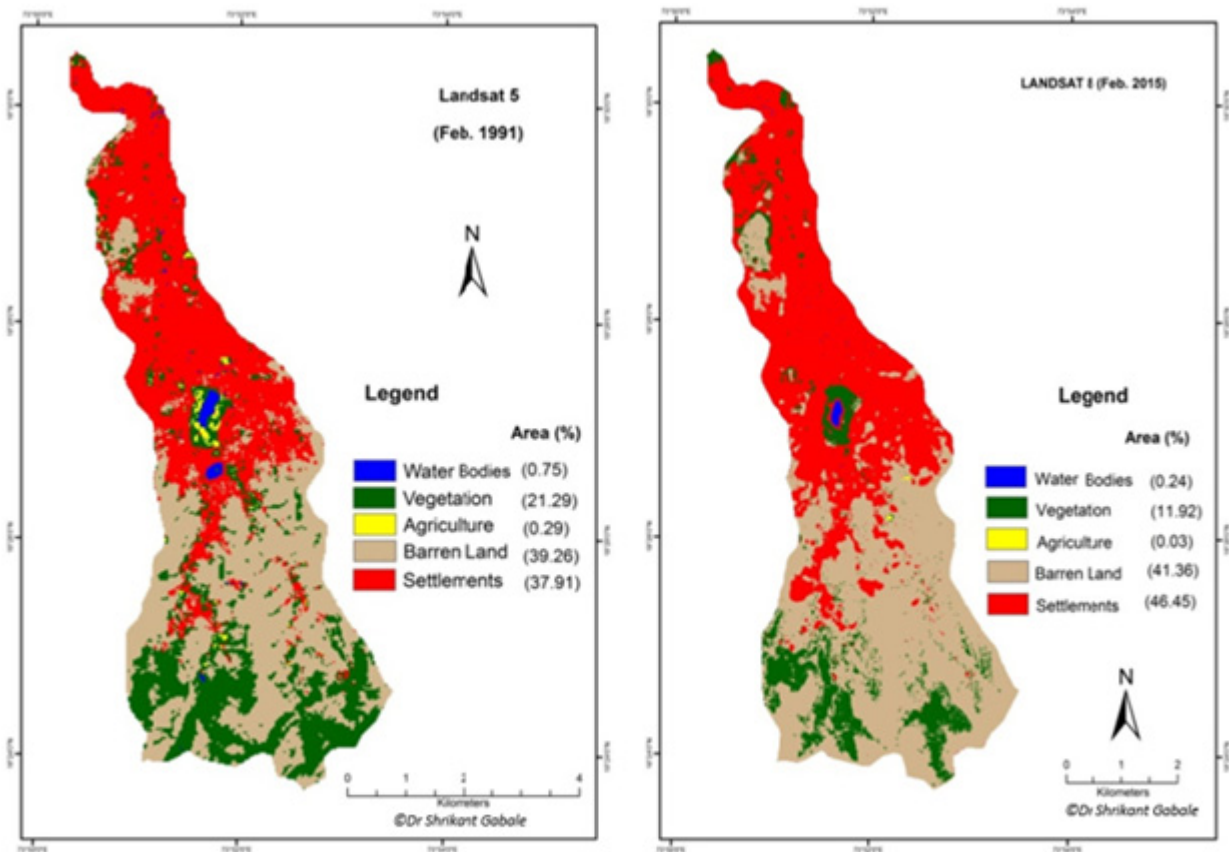 Landsat 5
(Feb. 1991)
N
Legend
Area (%)
Water Bodies (0.75)
Vegetation (21.29)
Agriculture (0.29)
Barren Land (39.26)
Settlements (37.91)
0 1 2 4
Kilometers
©Dr Shrikant Gabale
LANDSAT 8 (Feb. 2015)
Legend
Area (%)
Water Bodies (0.24)
Vegetation (11.92)
Agriculture (0.03)
Barren Land (41.36)
Settlements (46.45)
N
0 1 2
Kilometers
©Dr Shrikant Gabale